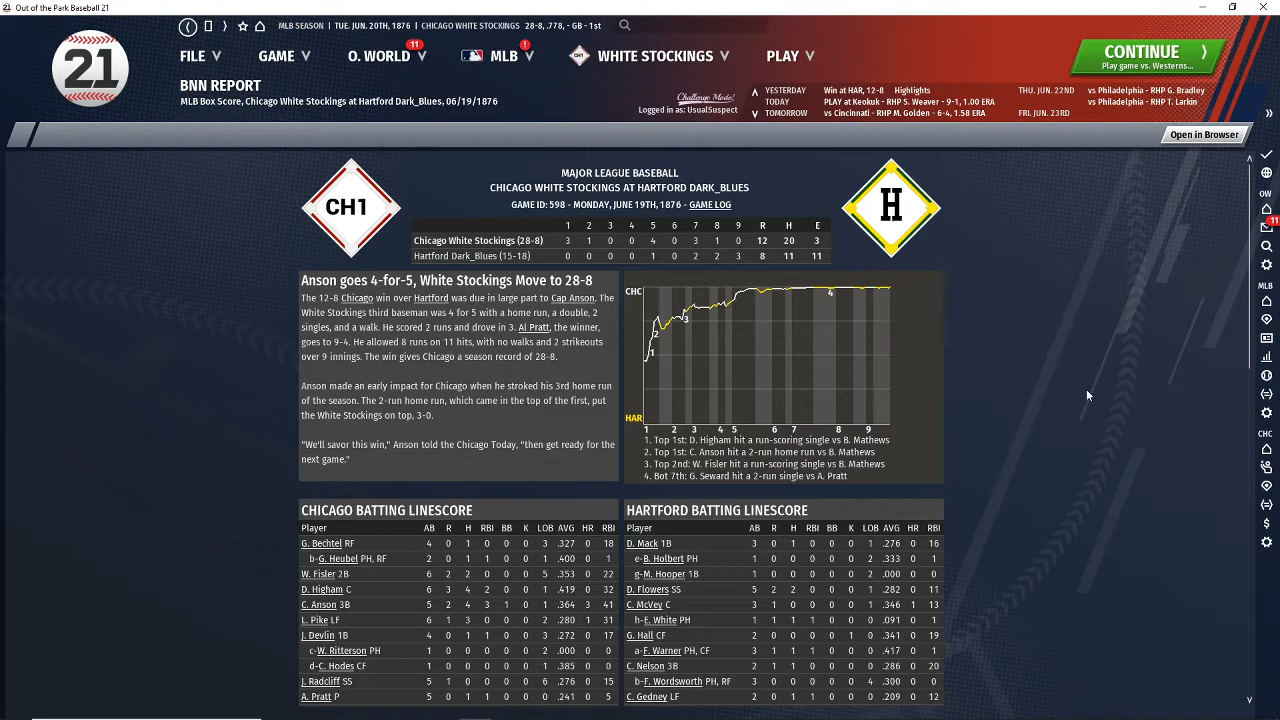 Out of the Park Baseball 21
MLB SEASON | TUE. JUN. 20TH, 1876 | CHICAGO WHITE STOCKINGS 28-8, .778, - GB - 1st
21
FILE GAME O. WORLD 11 MLB ! CH1 WHITE STOCKINGS PLAY
CONTINUE
Play game vs. Westerns...
BNN REPORT
MLB Box Score, Chicago White Stockings at Hartford Dark_Blues, 06/19/1876
Challenge Mode!
Logged in as: UsualSuspect
YESTERDAY Win at HAR, 12-8 Highlights THU. JUN. 22ND vs Philadelphia - RHP G. Bradley
TODAY PLAY at Keokuk - RHP S. Weaver - 9-1, 1.00 ERA vs Philadelphia - RHP T. Larkin
TOMORROW vs Cincinnati - RHP M. Golden - 6-4, 1.58 ERA FRI. JUN. 23RD
Open in Browser
CH1
H
MAJOR LEAGUE BASEBALL
CHICAGO WHITE STOCKINGS AT HARTFORD DARK_BLUES
GAME ID: 598 - MONDAY, JUNE 19TH, 1876 - GAME LOG
1 2 3 4 5 6 7 8 9 R H E
Chicago White Stockings (28-8) 3 1 0 0 4 0 3 1 0 12 20 3
Hartford Dark_Blues (15-18) 0 0 0 0 1 0 2 2 3 8 11 11
Anson goes 4-for-5, White Stockings Move to 28-8
The 12-8 Chicago win over Hartford was due in large part to Cap Anson. The
White Stockings third baseman was 4 for 5 with a home run, a double, 2
singles, and a walk. He scored 2 runs and drove in 3. Al Pratt, the winner,
goes to 9-4. He allowed 8 runs on 11 hits, with no walks and 2 strikeouts
over 9 innings. The win gives Chicago a season record of 28-8.
Anson made an early impact for Chicago when he stroked his 3rd home run
of the season. The 2-run home run, which came in the top of the first, put
the White Stockings on top, 3-0.
"We'll savor this win," Anson told the Chicago Today, "then get ready for the
next game."
CHC
HAR
1
2
3
4
1 2 3 4 5 6 7 8 9
1. Top 1st: D. Higham hit a run-scoring single vs B. Mathews
2. Top 1st: C. Anson hit a 2-run home run vs B. Mathews
3. Top 2nd: W. Fisler hit a run-scoring single vs B. Mathews
4. Bot 7th: G. Seward hit a 2-run single vs A. Pratt
CHICAGO BATTING LINESCORE
Player AB R H RBI BB K LOB AVG HR RBI
G. Bechtel RF 4 0 1 0 0 0 3 .327 0 18
b-G. Heubel PH, RF 2 0 1 1 0 0 1 .400 0 1
W. Fisler 2B 6 2 2 0 0 0 5 .353 0 22
D. Higham C 6 3 4 2 0 0 1 .419 0 32
C. Anson 3B 5 2 4 3 1 0 1 .364 3 41
L. Pike LF 6 1 3 0 0 0 2 .280 1 31
J. Devlin 1B 4 0 1 1 0 0 3 .272 0 17
c-W. Ritterson PH 1 0 0 0 0 0 2 .000 0 0
d-C. Hodes CF 1 0 0 0 0 0 1 .385 0 0
J. Radcliff SS 5 1 0 0 0 0 6 .276 0 15
A. Pratt P 5 0 1 1 0 0 0 .241 0 5
HARTFORD BATTING LINESCORE
Player AB R H RBI BB K LOB AVG HR RBI
D. Mack 1B 3 0 1 0 0 0 1 .276 0 16
e-B. Holbert PH 1 0 0 0 0 0 2 .333 0 1
g-M. Hooper 1B 1 0 0 0 0 0 2 .000 0 0
D. Flowers SS 5 2 2 0 0 0 1 .282 0 11
C. McVey C 3 1 0 0 0 0 1 .346 1 13
h-E. White PH 1 1 1 1 0 0 0 .091 0 1
G. Hall CF 2 0 0 0 0 1 0 .341 0 19
a-F. Warner PH, CF 3 1 1 1 0 0 0 .417 0 1
C. Nelson 3B 2 1 1 0 0 0 0 .286 0 20
b-F. Wordsworth PH, RF 3 0 0 0 0 0 4 .300 0 0
C. Gedney LF 2 0 1 1 0 0 0 .209 0 12
OW
11
MLB
CHC